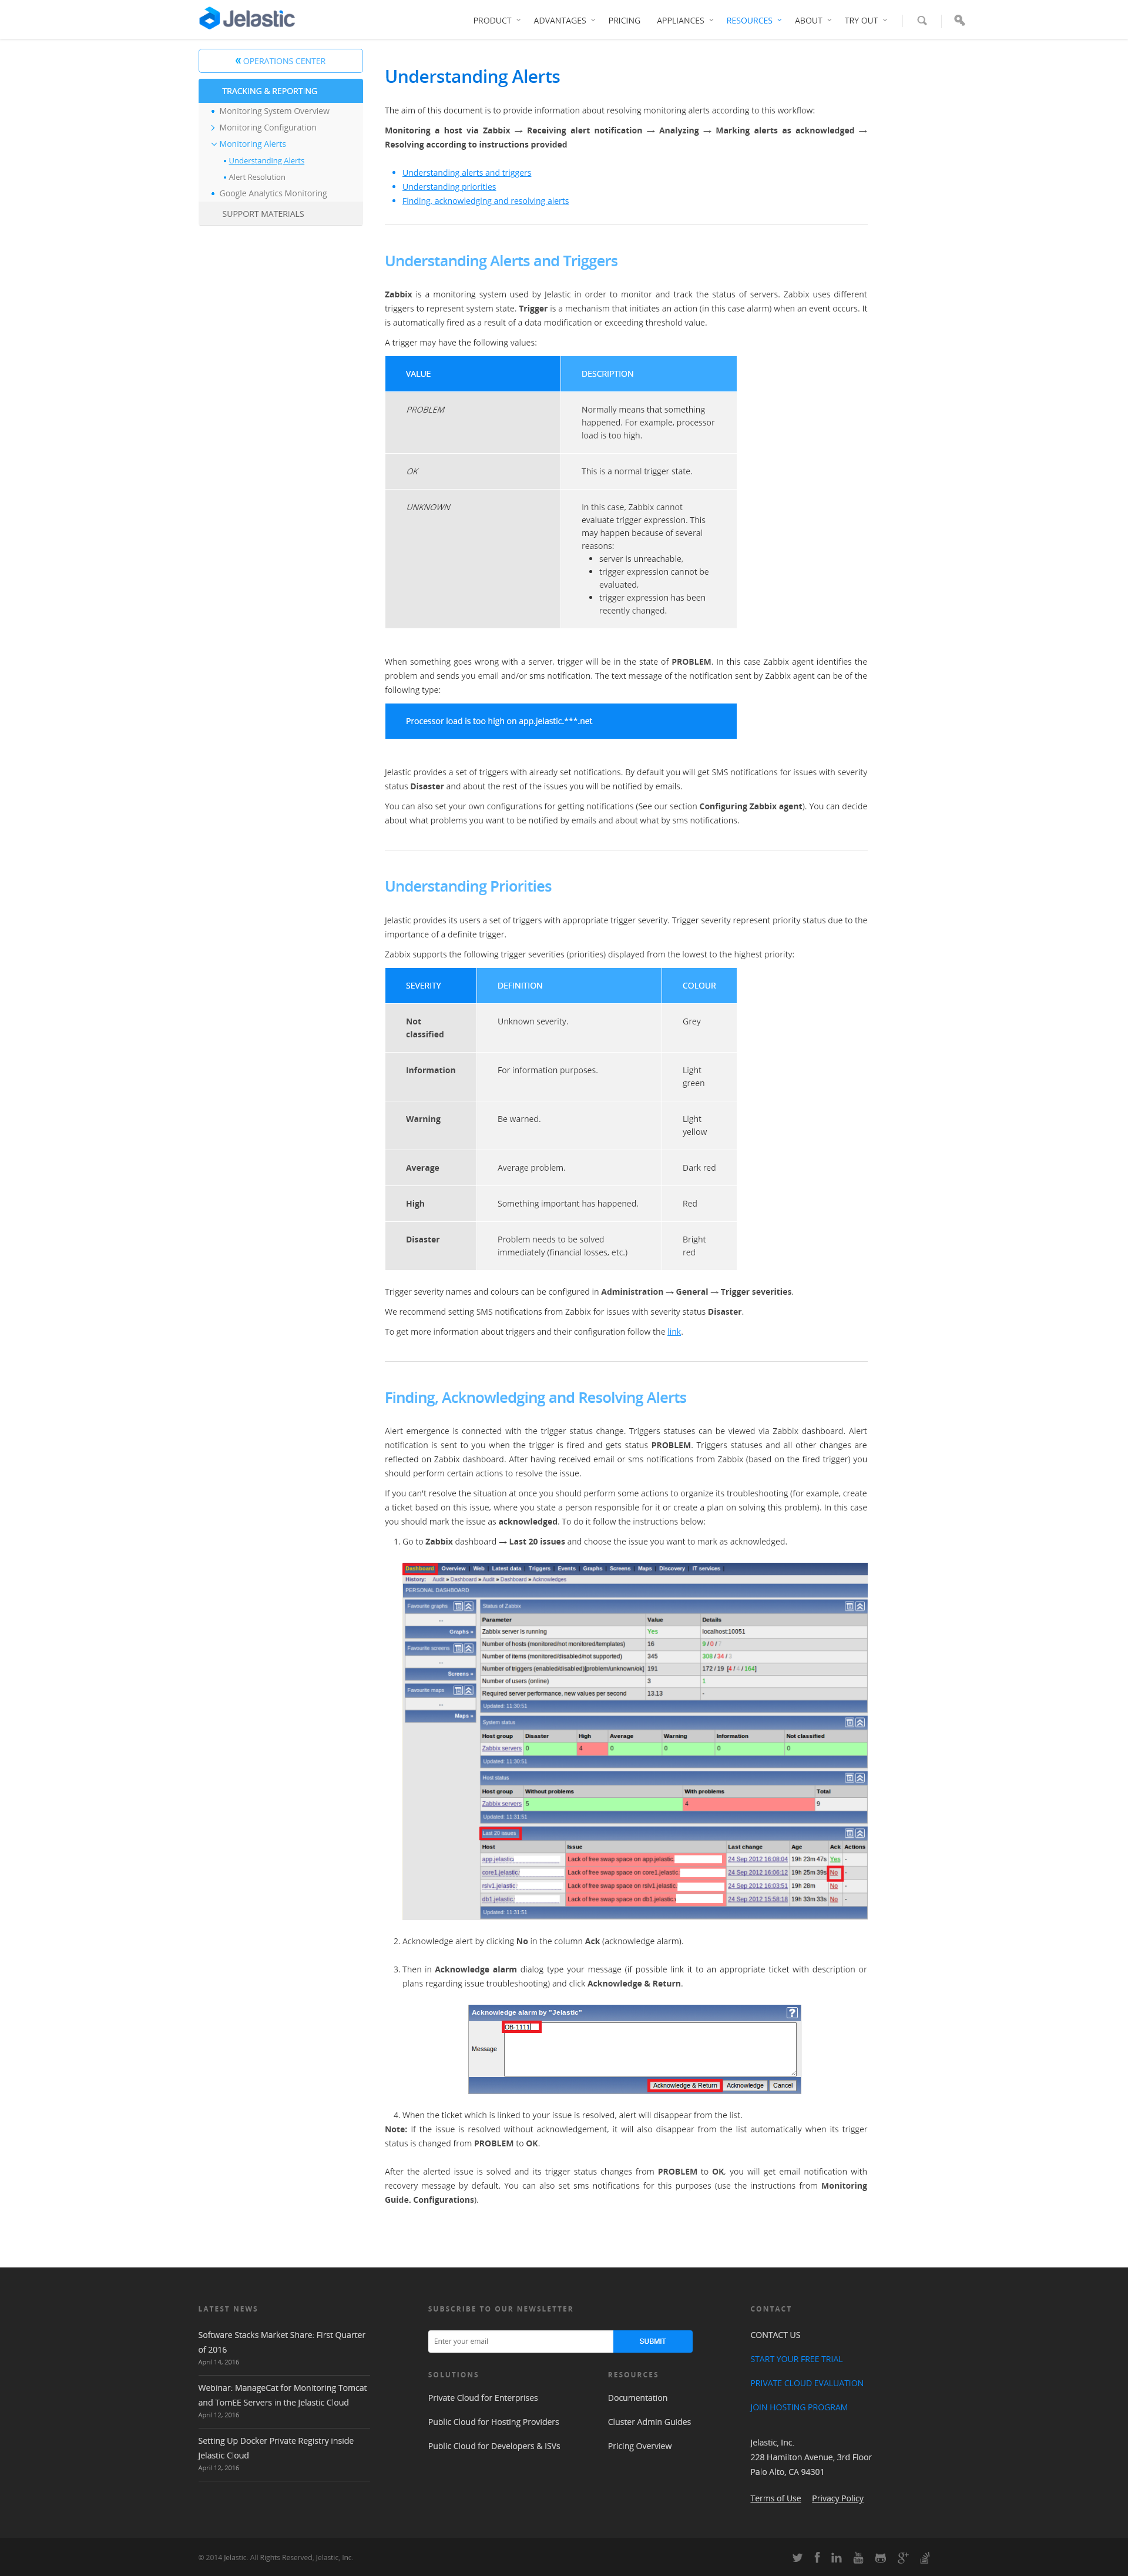 Jelastic
PRODUCT ADVANTAGES PRICING APPLIANCES RESOURCES ABOUT TRY OUT
« OPERATIONS CENTER
TRACKING & REPORTING
Monitoring System Overview
Monitoring Configuration
Monitoring Alerts
Understanding Alerts
Alert Resolution
Google Analytics Monitoring
SUPPORT MATERIALS
Understanding Alerts
The aim of this document is to provide information about resolving monitoring alerts according to this workflow:
Monitoring a host via Zabbix → Receiving alert notification → Analyzing → Marking alerts as acknowledged →
Resolving according to instructions provided
Understanding alerts and triggers
Understanding priorities
Finding, acknowledging and resolving alerts
Understanding Alerts and Triggers
Zabbix is a monitoring system used by Jelastic in order to monitor and track the status of servers. Zabbix uses different
triggers to represent system state. Trigger is a mechanism that initiates an action (in this case alarm) when an event occurs. It
is automatically fired as a result of a data modification or exceeding threshold value.
A trigger may have the following values:
VALUE DESCRIPTION
PROBLEM Normally means that something
happened. For example, processor
load is too high.
OK This is a normal trigger state.
UNKNOWN In this case, Zabbix cannot
evaluate trigger expression. This
may happen because of several
reasons:
server is unreachable,
trigger expression cannot be
evaluated,
trigger expression has been
recently changed.
When something goes wrong with a server, trigger will be in the state of PROBLEM. In this case Zabbix agent identifies the
problem and sends you email and/or sms notification. The text message of the notification sent by Zabbix agent can be of the
following type:
Processor load is too high on app.jelastic.***.net
Jelastic provides a set of triggers with already set notifications. By default you will get SMS notifications for issues with severity
status Disaster and about the rest of the issues you will be notified by emails.
You can also set your own configurations for getting notifications (See our section Configuring Zabbix agent). You can decide
about what problems you want to be notified by emails and about what by sms notifications.
Understanding Priorities
Jelastic provides its users a set of triggers with appropriate trigger severity. Trigger severity represent priority status due to the
importance of a definite trigger.
Zabbix supports the following trigger severities (priorities) displayed from the lowest to the highest priority:
SEVERITY DEFINITION COLOUR
Not
classified Unknown severity. Grey
Information For information purposes. Light
green
Warning Be warned. Light
yellow
Average Average problem. Dark red
High Something important has happened. Red
Disaster Problem needs to be solved
immediately (financial losses, etc.) Bright
red
Trigger severity names and colours can be configured in Administration → General → Trigger severities.
We recommend setting SMS notifications from Zabbix for issues with severity status Disaster.
To get more information about triggers and their configuration follow the link.
Finding, Acknowledging and Resolving Alerts
Alert emergence is connected with the trigger status change. Triggers statuses can be viewed via Zabbix dashboard. Alert
notification is sent to you when the trigger is fired and gets status PROBLEM. Triggers statuses and all other changes are
reflected on Zabbix dashboard. After having received email or sms notifications from Zabbix (based on the fired trigger) you
should perform certain actions to resolve the issue.
If you can't resolve the situation at once you should perform some actions to organize its troubleshooting (for example, create
a ticket based on this issue, where you state a person responsible for it or create a plan on solving this problem). In this case
you should mark the issue as acknowledged. To do it follow the instructions below:
1. Go to Zabbix dashboard → Last 20 issues and choose the issue you want to mark as acknowledged.
Dashboard Overview Web Latest data Triggers Events Graphs Screens Maps Discovery IT services
History: Audit » Dashboard » Audit » Dashboard » Acknowledges
PERSONAL DASHBOARD
Favourite graphs
...
Graphs »
Favourite screens
...
Screens »
Favourite maps
...
Maps »
Status of Zabbix
Parameter Value Details
Zabbix server is running Yes localhost:10051
Number of hosts (monitored/not monitored/templates) 16 9 / 0 / 7
Number of items (monitored/disabled/not supported) 345 308 / 34 / 3
Number of triggers (enabled/disabled)[problem/unknown/ok] 191 172 / 19 [4 / 4 / 164]
Number of users (online) 3 1
Required server performance, new values per second 13.13 -
Updated: 11:30:51
System status
Host group Disaster High Average Warning Information Not classified
Zabbix servers 0 4 0 0 0 0
Updated: 11:30:51
Host status
Host group Without problems With problems Total
Zabbix servers 5 4 9
Updated: 11:31:51
Last 20 issues
Host Issue Last change Age Ack Actions
app.jelastic. Lack of free swap space on app.jelastic. 24 Sep 2012 16:08:04 19h 23m 47s Yes -
core1.jelastic. Lack of free swap space on core1.jelastic. 24 Sep 2012 16:06:12 19h 25m 39s No -
rslv1.jelastic. Lack of free swap space on rslv1.jelastic. 24 Sep 2012 16:03:51 19h 28m No -
db1.jelastic. Lack of free swap space on db1.jelastic. 24 Sep 2012 15:58:18 19h 33m 33s No -
Updated: 11:31:51
2. Acknowledge alert by clicking No in the column Ack (acknowledge alarm).
3. Then in Acknowledge alarm dialog type your message (if possible link it to an appropriate ticket with description or
plans regarding issue troubleshooting) and click Acknowledge & Return.
Acknowledge alarm by "Jelastic" ?
Message OB-1111
Acknowledge & Return Acknowledge Cancel
4. When the ticket which is linked to your issue is resolved, alert will disappear from the list.
Note: If the issue is resolved without acknowledgement, it will also disappear from the list automatically when its trigger
status is changed from PROBLEM to OK.
After the alerted issue is solved and its trigger status changes from PROBLEM to OK, you will get email notification with
recovery message by default. You can also set sms notifications for this purposes (use the instructions from Monitoring
Guide. Configurations).
LATEST NEWS
Software Stacks Market Share: First Quarter
of 2016
April 14, 2016
Webinar: ManageCat for Monitoring Tomcat
and TomEE Servers in the Jelastic Cloud
April 12, 2016
Setting Up Docker Private Registry inside
Jelastic Cloud
April 12, 2016
SUBSCRIBE TO OUR NEWSLETTER
Enter your email SUBMIT
SOLUTIONS
Private Cloud for Enterprises
Public Cloud for Hosting Providers
Public Cloud for Developers & ISVs
RESOURCES
Documentation
Cluster Admin Guides
Pricing Overview
CONTACT
CONTACT US
START YOUR FREE TRIAL
PRIVATE CLOUD EVALUATION
JOIN HOSTING PROGRAM
Jelastic, Inc.
228 Hamilton Avenue, 3rd Floor
Palo Alto, CA 94301
Terms of Use Privacy Policy
© 2014 Jelastic. All Rights Reserved, Jelastic, Inc.